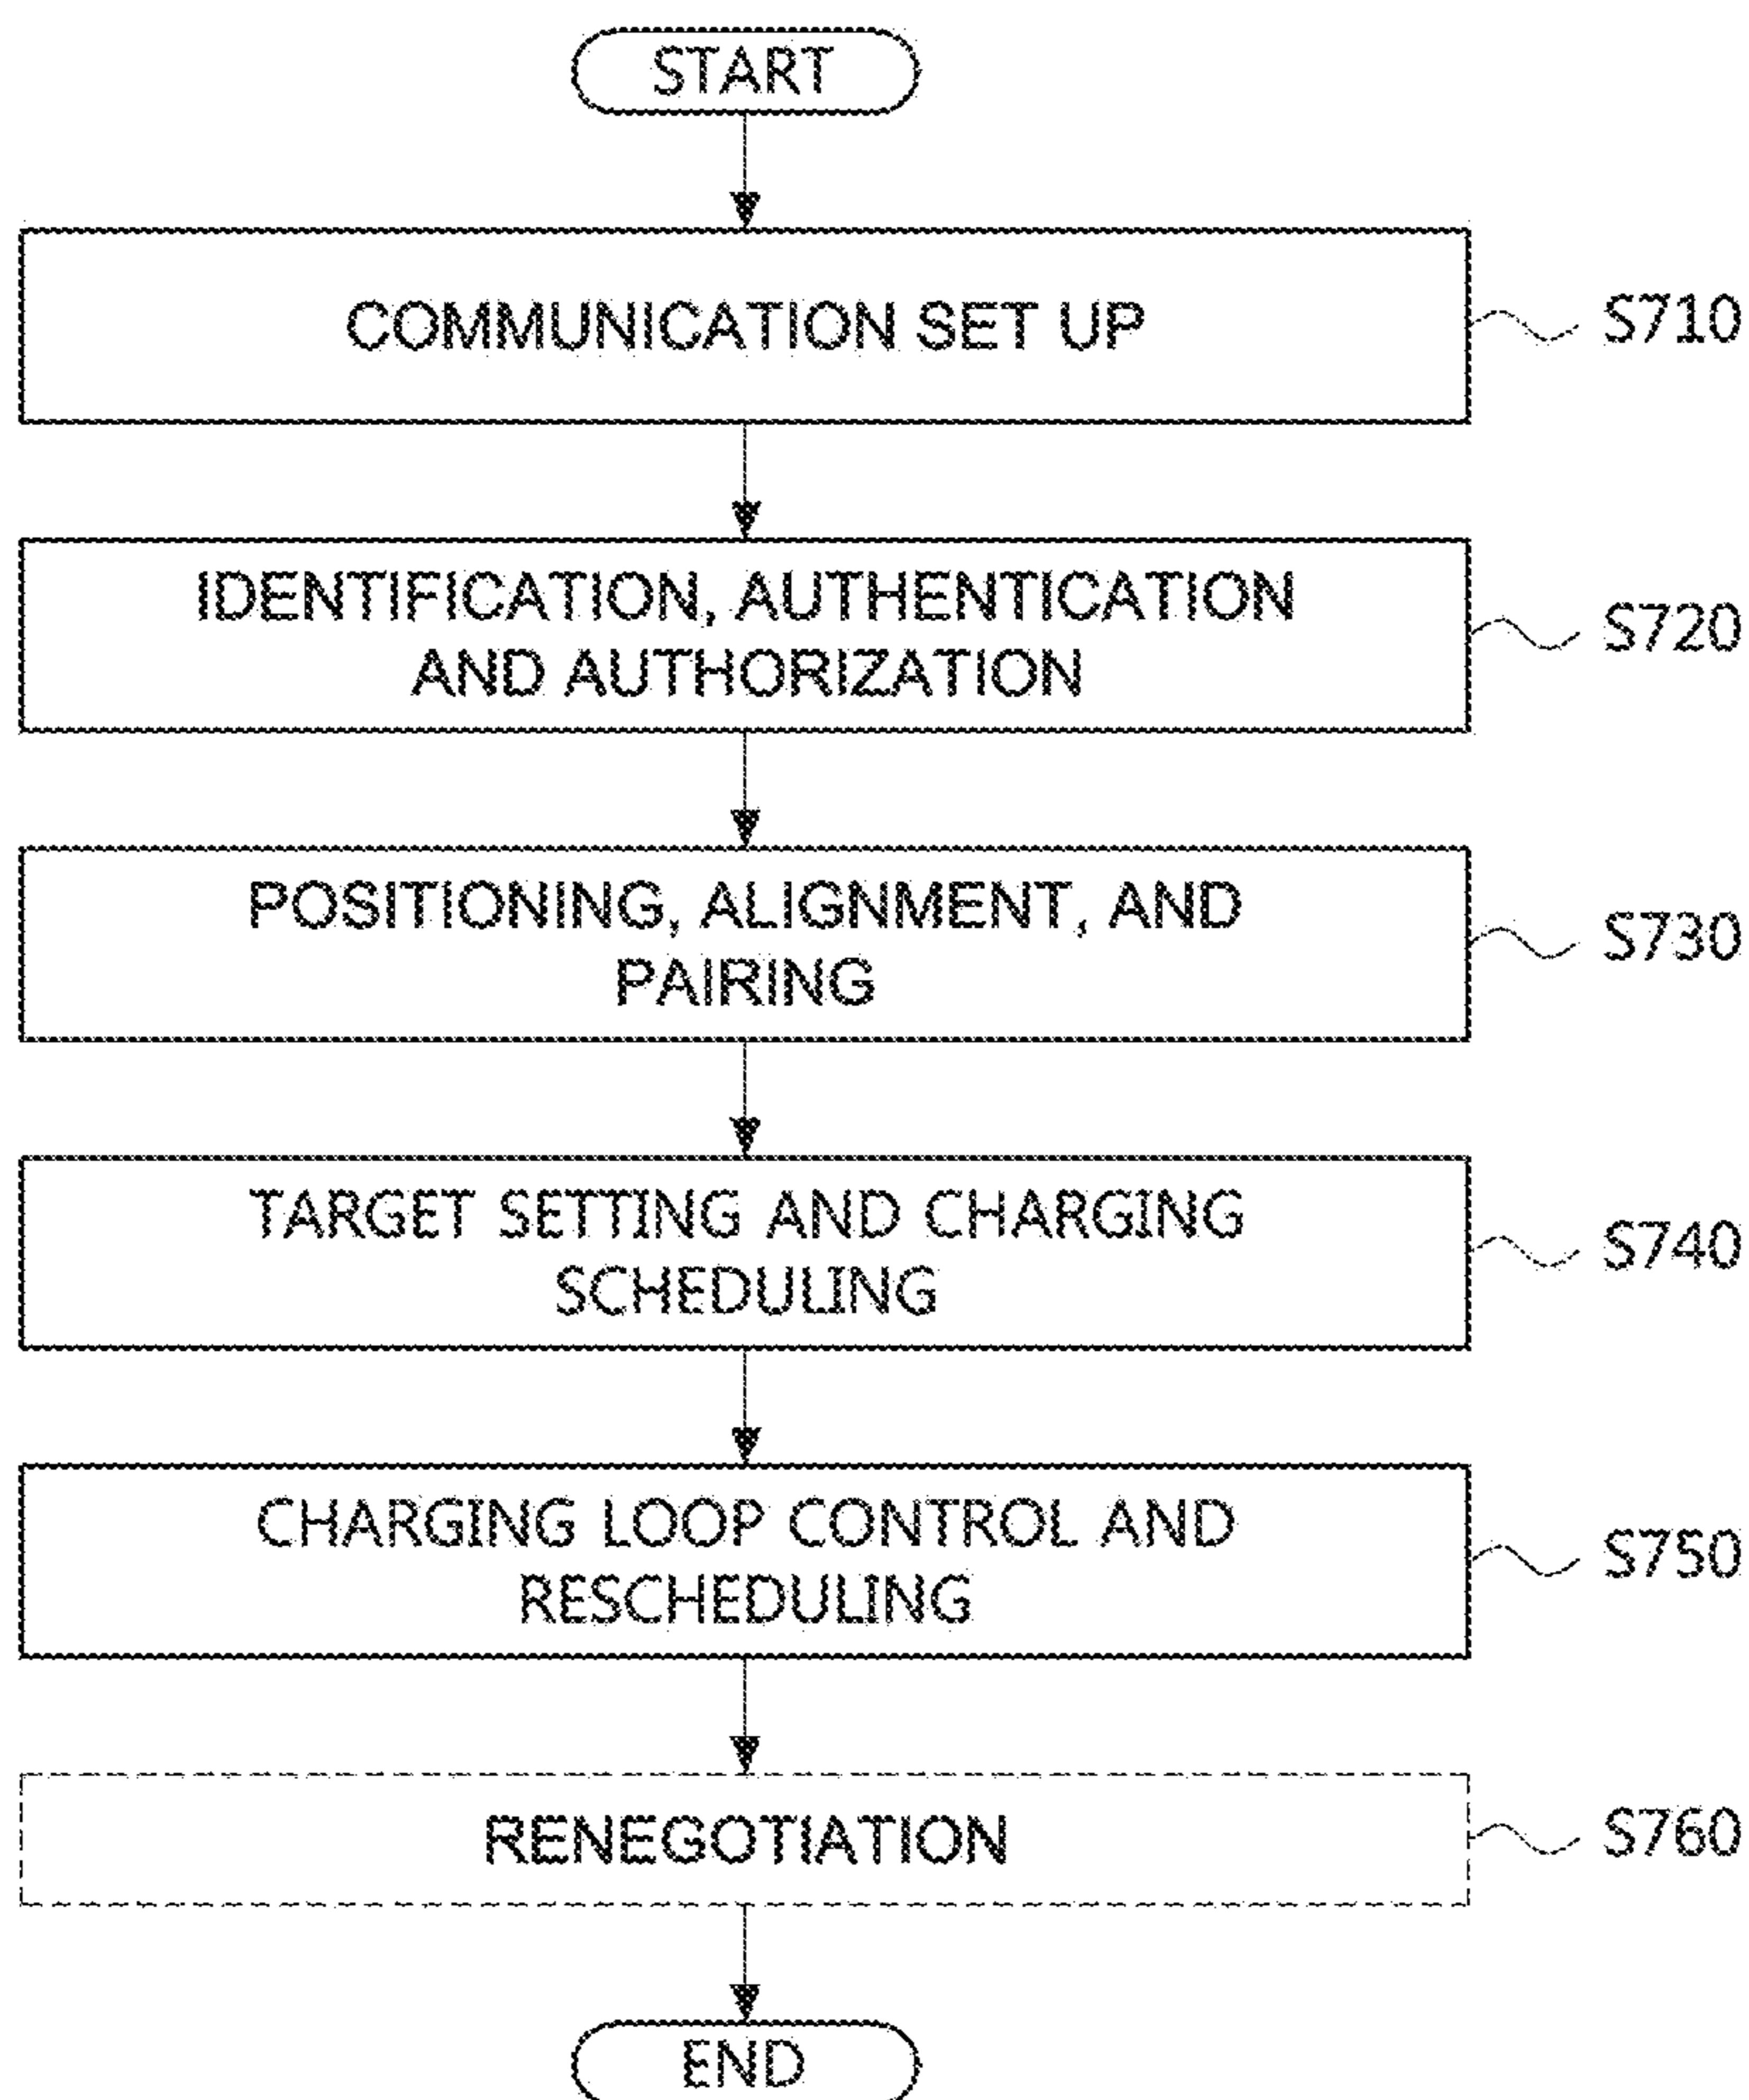 START
COMMUNICATION SET UP
S710
IDENTIFICATION, AUTHENTICATION
AND AUTHORIZATION
S720
POSITIONING, ALIGNMENT, AND
PAIRING
S730
TARGET SETTING AND CHARGING
SCHEDULING
S740
CHARGING LOOP CONTROL AND
RESCHEDULING
S750
RENEGOTIATION
S760
END